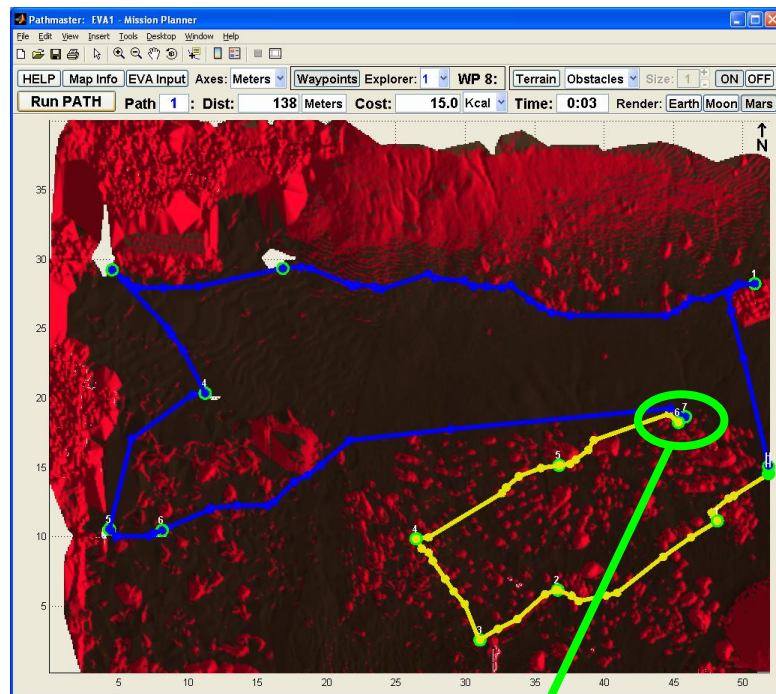 Pathmaster: EVA1 - Mission Planner
File Edit View Insert Tools Desktop Window Help
HELP Map Info EVA Input Axes: Meters Waypoints Explorer: 1 WP 8: Terrain Obstacles Size: 1 ON OFF
Run PATH Path 1 : Dist: 138 Meters Cost: 15.0 Kcal Time: 0:03 Render: Earth Moon Mars
N
35
30
1
25
20
4
7
6
15
5
H
5
6
10
4
2
5
3
5 10 15 20 25 30 35 40 45 50